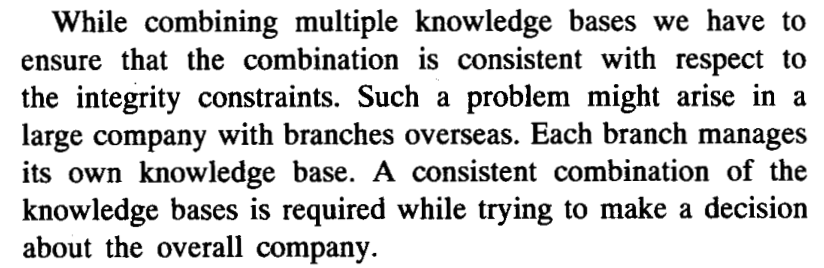 While combining multiple knowledge bases we have to
ensure that the combination is consistent with respect to
the integrity constraints. Such a problem might arise in a
large company with branches overseas. Each branch manages
its own knowledge base. A consistent combination of the
knowledge bases is required while trying to make a decision
about the overall company.